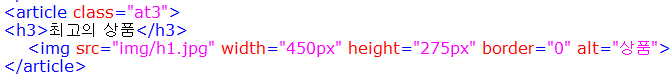 <article class="at3">
<h3>최고의 상품</h3>
<img src="img/h1.jpg" width="450px" height="275px" border="0" alt="상품">
</article>